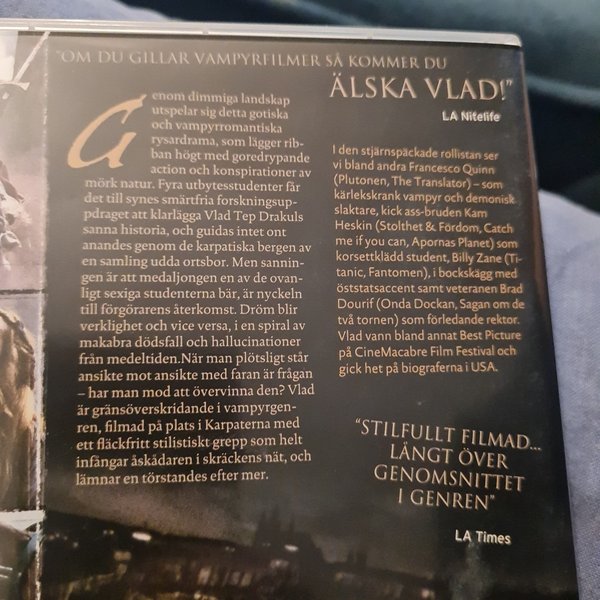 "OM DU GILLAR VAMPYRFILMER SÅ KOMMER DU
ÄLSKA VLAD!"
LA Nitelife
Genom dimmiga landskap
utspelar sig detta gotiska
och vampyrromantiska
rysardrama, som lägger rib-
ban högt med goredrypande
action och konspirationer av
mörk natur. Fyra utbytesstudenter får
det till synes smärtfria forskningsup-
pdraget att klarlägga Vlad Tep Drakuls
sanna historia, och guidas intet ont
anandes genom de karpatiska bergen av
en samling udda ortsbor. Men sannin-
gen är att medaljongen en av de ovan-
ligt sexiga studenterna bär, är nyckeln
till förgörarens återkomst. Dröm blir
verklighet och vice versa, i en spiral av
makabra dödsfall och hallucinationer
från medeltiden.När man plötsligt står
ansikte mot ansikte med faran är frågan
– har man mod att övervinna den? Vlad
är gränsöverskridande i vampyrgen-
ren, filmad på plats i Karpaterna med
ett fläckfritt stilistiskt grepp som helt
infångar åskådaren i skräckens nät, och
lämnar en törstandes efter mer.
I den stjärnspäckade rollistan ser
vi bland andra Francesco Quinn
(Plutonen, The Translator) – som
kärlekskrank vampyr och demonisk
slaktare, kick ass-bruden Kam
Heskin (Stolthet & Fördom, Catch
me if you can, Apornas Planet) som
korsettklädd student, Billy Zane (Ti-
tanic, Fantomen), i bockskägg med
öststatsaccent samt veteranen Brad
Dourif (Onda Dockan, Sagan om de
två tornen) som förledande rektor.
Vlad vann bland annat Best Picture
på CineMacabre Film Festival och
gick het på biograferna i USA.
"STILFULLT FILMAD...
LÅNGT ÖVER
GENOMSNITTET
I GENREN"
LA Times